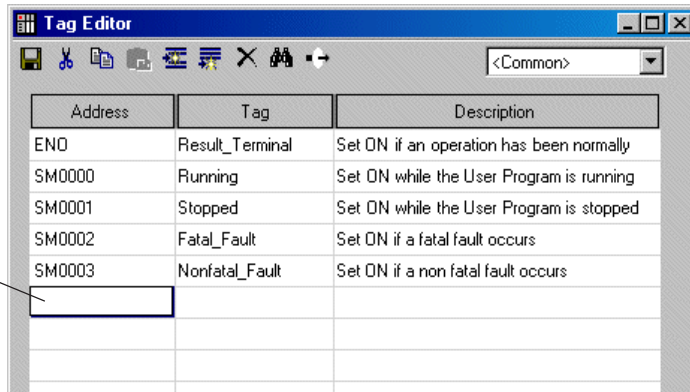 Tag Editor
<Common>
Address Tag Description
ENO Result_Terminal Set ON if an operation has been normally
SM0000 Running Set ON while the User Program is running
SM0001 Stopped Set ON while the User Program is stopped
SM0002 Fatal_Fault Set ON if a fatal fault occurs
SM0003 Nonfatal_Fault Set ON if a non fatal fault occurs